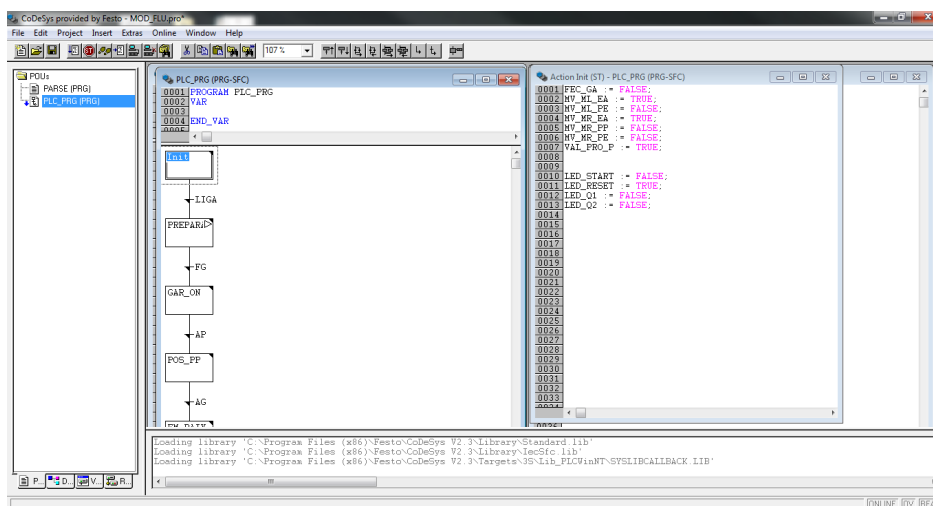 CoDeSys provided by Festo - MOD_FLU.pro*
File Edit Project Insert Extras Online Window Help
107 %
POUs
PARSE (PRG)
PLC_PRG (PRG)
PLC_PRG (PRG-SFC)
0001 PROGRAM PLC_PRG
0002 VAR
0003
0004 END_VAR
0005
Init
LIGA
PREPARA
FG
GAR_ON
AP
POS_PP
AG
Action Init (ST) - PLC_PRG (PRG-SFC)
0001 FEC_GA := FALSE;
0002 MV_ML_EA := TRUE;
0003 MV_ML_PE := FALSE;
0004 MV_MR_EA := TRUE;
0005 MV_MR_PP := FALSE;
0006 MV_MR_PE := FALSE;
0007 VAL_PRO_P := TRUE;
0008
0009
0010 LED_START := FALSE;
0011 LED_RESET := TRUE;
0012 LED_Q1 := FALSE;
0013 LED_Q2 := FALSE;
0014
0015
0016
0017
0018
0019
0020
0021
0022
0023
0024
0025
0026
0027
0028
0029
0030
0031
0032
0033
Loading library 'C:\Program Files (x86)\Festo\CoDeSys V2.3\Library\Standard.lib'
Loading library 'C:\Program Files (x86)\Festo\CoDeSys V2.3\Library\IecSfc.lib'
Loading library 'C:\Program Files (x86)\Festo\CoDeSys V2.3\Targets\3S\Lib_PLCWinNT\SYSLIBCALLBACK.LIB'
P... D... V... R...
ONLINE OV